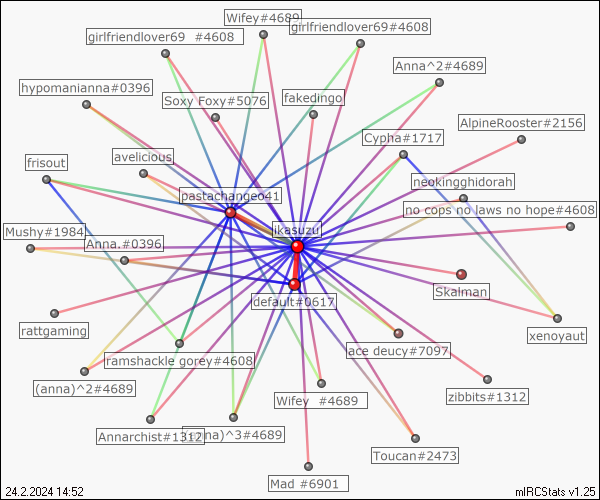 Wifey#4689
girlfriendlover69 #4608
girlfriendlover69#4608
Anna^2#4689
hypomanianna#0396
Soxy Foxy#5076
fakedingo
AlpineRooster#2156
Cypha#1717
avelicious
frisout
neokingghidorah
pastachangeo41
no cops no laws no hope#4608
Mushy#1984
ikasuzu
Anna.#0396
Skalman
default#0617
rattgaming
xenoyaut
ace deucy#7097
ramshackle gorey#4608
(anna)^2#4689
zibbits#1312
Wifey #4689
Annarchist#1312
na)^3#4689
Toucan#2473
Mad #6901
24.2.2024 14:52
mIRCStats v1.25